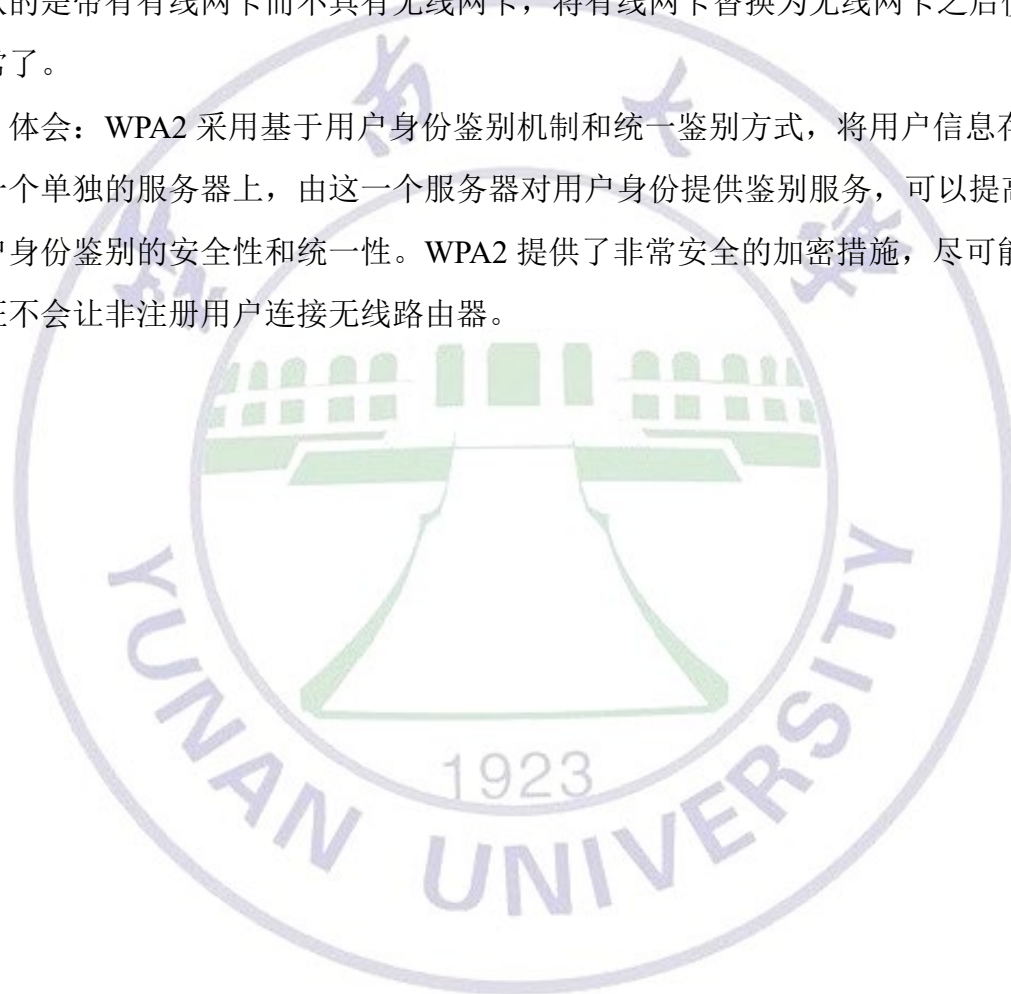 的是带有有线网卡而不具有无线网卡，将有线网卡替换为无线网卡之后
常了。
体会：WPA2 采用基于用户身份鉴别机制和统一鉴别方式，将用户信息存
一个单独的服务器上，由这一个服务器对用户身份提供鉴别服务，可以提高
户身份鉴别的安全性和统一性。WPA2 提供了非常安全的加密措施，尽可能
证不会让非注册用户连接无线路由器。
南大
YUNAN UNIVERSITY
1923